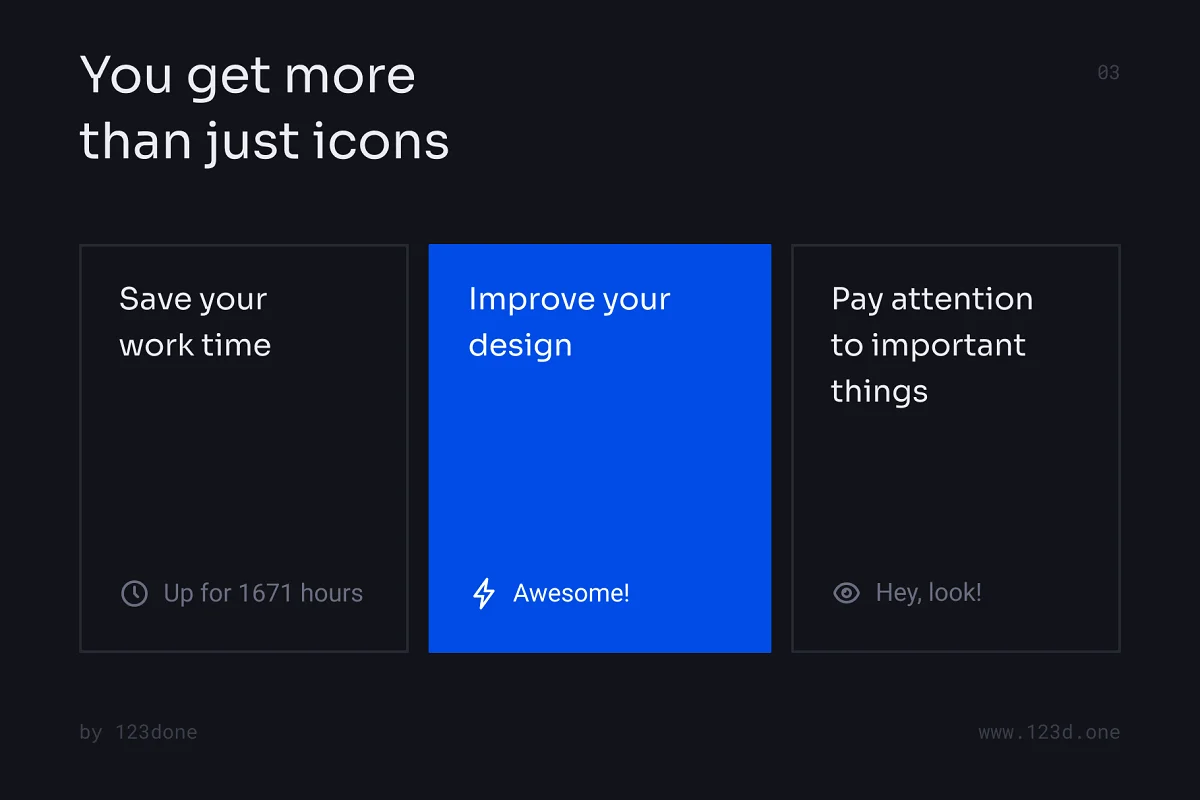 You get more
than just icons
03
Save your
work time
Up for 1671 hours
Improve your
design
Awesome!
Pay attention
to important
things
Hey, look!
by 123done
www.123d.one